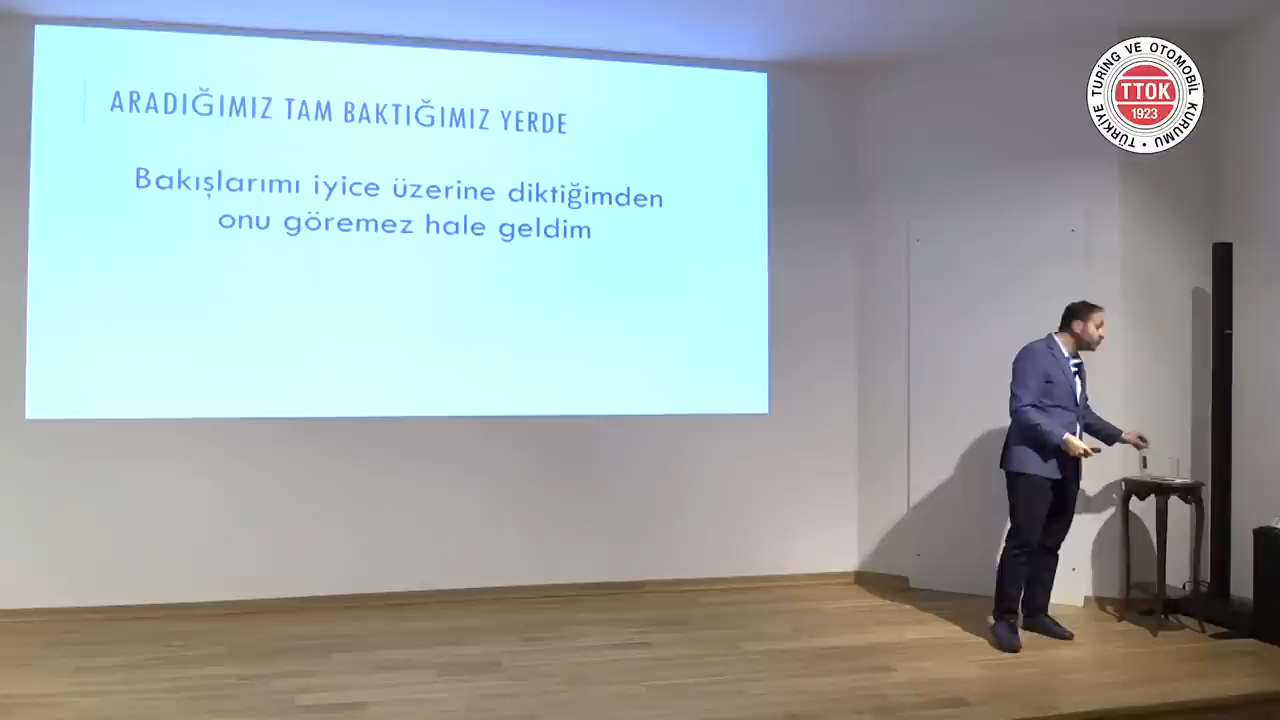 ARADIĞIMIZ TAM BAKTIĞIMIZ YERDE
Bakışlarımı iyice üzerine diktiğimden
onu göremez hale geldim
TÜRKİYE TURİNG VE OTOMOBİL KURUMU
TTOK
1923